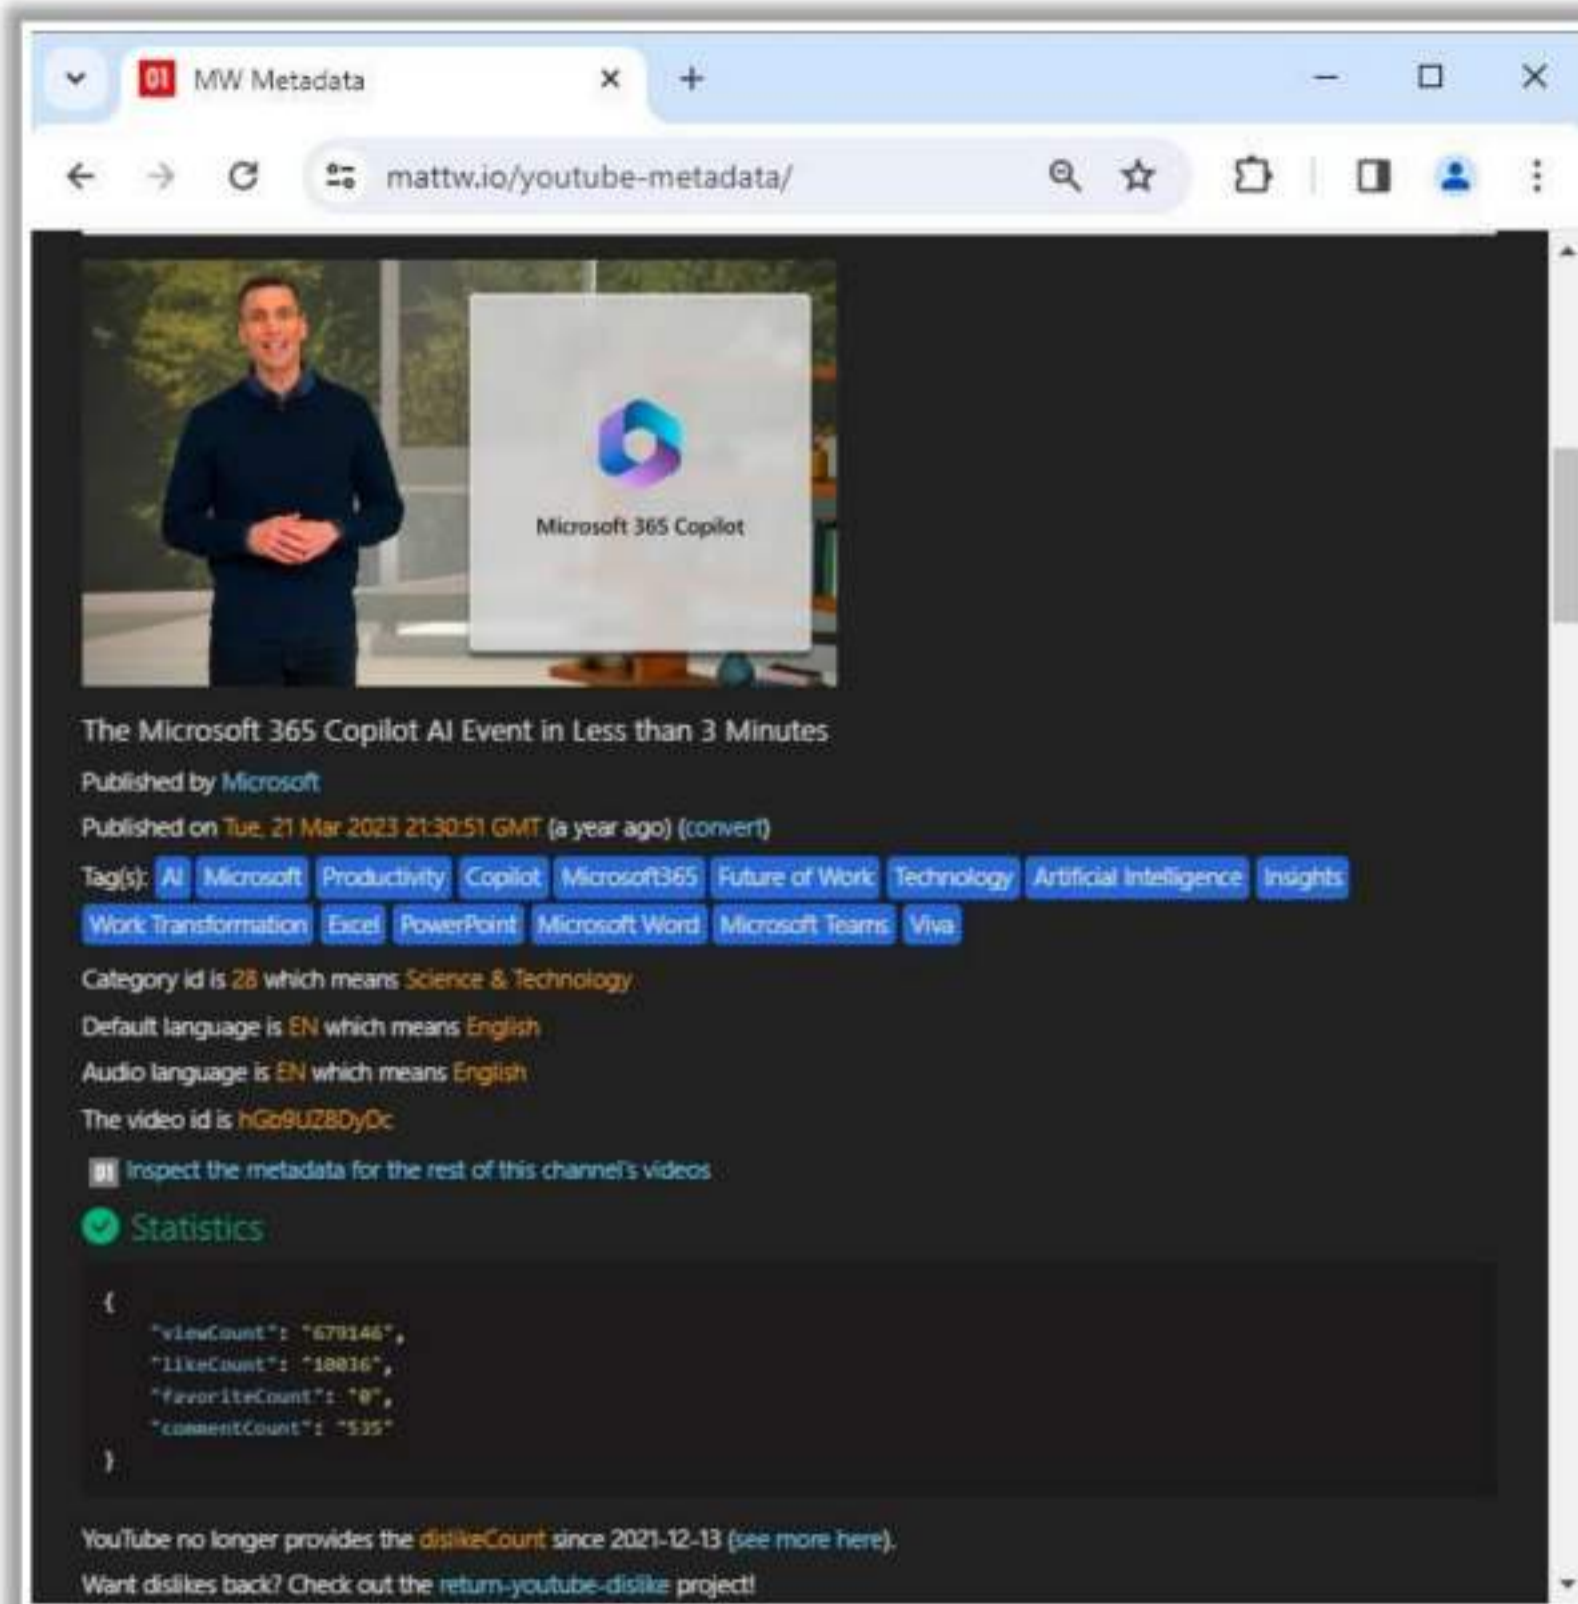 01 MW Metadata
mattw.io/youtube-metadata/
Microsoft 365 Copilot
The Microsoft 365 Copilot AI Event in Less than 3 Minutes
Published by Microsoft
Published on Tue, 21 Mar 2023 21:30:51 GMT (a year ago) (convert)
Tag(s): AI Microsoft Productivity Copilot Microsoft365 Future of Work Technology Artificial Intelligence Insights
Work Transformation Excel PowerPoint Microsoft Word Microsoft Teams Viva
Category id is 28 which means Science & Technology
Default language is EN which means English
Audio language is EN which means English
The video id is hGb9UZ8DyDc
01 Inspect the metadata for the rest of this channel's videos
Statistics
{
"viewCount": "679146",
"likeCount": "10036",
"favoriteCount": "0",
"commentCount": "535"
}
YouTube no longer provides the dislikeCount since 2021-12-13 (see more here).
Want dislikes back? Check out the return-youtube-dislike project!